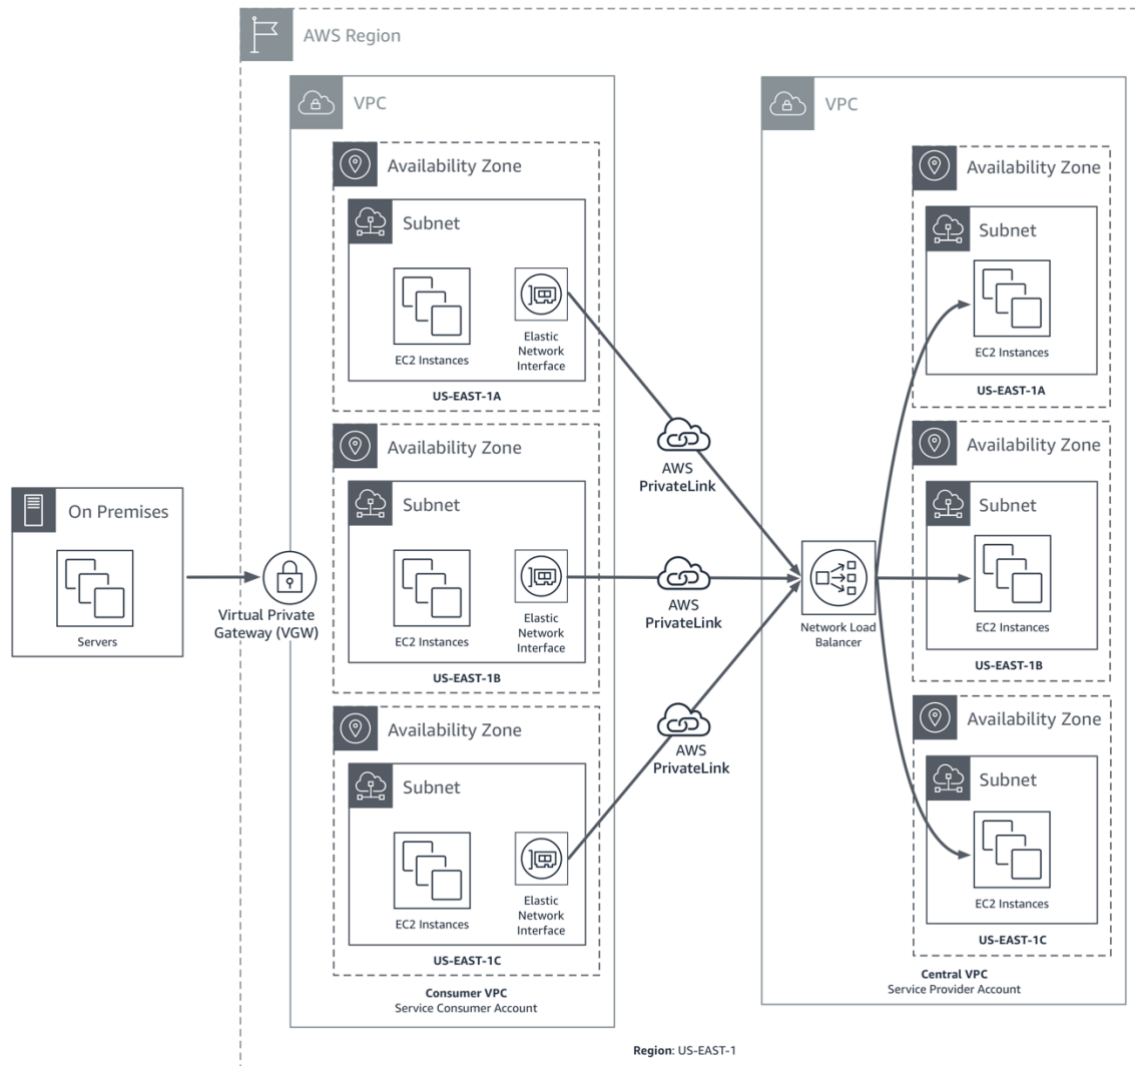 AWS Region
VPC
Availability Zone
Subnet
EC2 Instances
Elastic
Network
Interface
US-EAST-1A
Availability Zone
Subnet
EC2 Instances
Elastic
Network
Interface
US-EAST-1B
Availability Zone
Subnet
EC2 Instances
Elastic
Network
Interface
US-EAST-1C
Consumer VPC
Service Consumer Account
On Premises
Servers
Virtual Private
Gateway (VGW)
AWS
PrivateLink
AWS
PrivateLink
AWS
PrivateLink
VPC
Network Load
Balancer
Availability Zone
Subnet
EC2 Instances
US-EAST-1A
Availability Zone
Subnet
EC2 Instances
US-EAST-1B
Availability Zone
Subnet
EC2 Instances
US-EAST-1C
Central VPC
Service Provider Account
Region: US-EAST-1